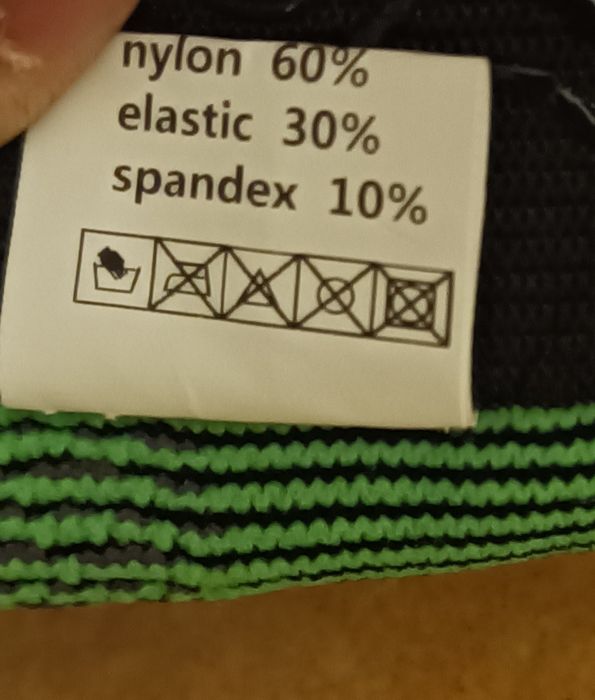 nylon 60%
elastic 30%
spandex 10%